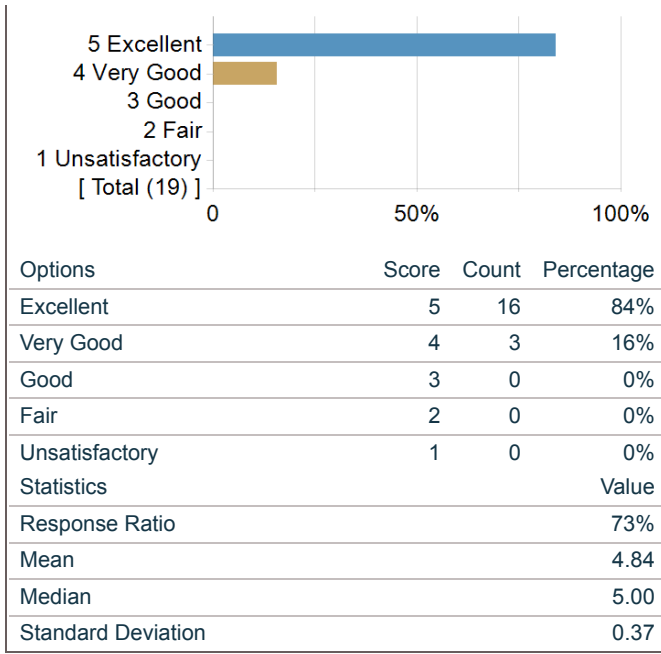 5 Excellent
4 Very Good
3 Good
2 Fair
1 Unsatisfactory
[ Total (19) ]
0 50% 100%
Options Score Count Percentage
Excellent 5 16 84%
Very Good 4 3 16%
Good 3 0 0%
Fair 2 0 0%
Unsatisfactory 1 0 0%
Statistics Value
Response Ratio 73%
Mean 4.84
Median 5.00
Standard Deviation 0.37